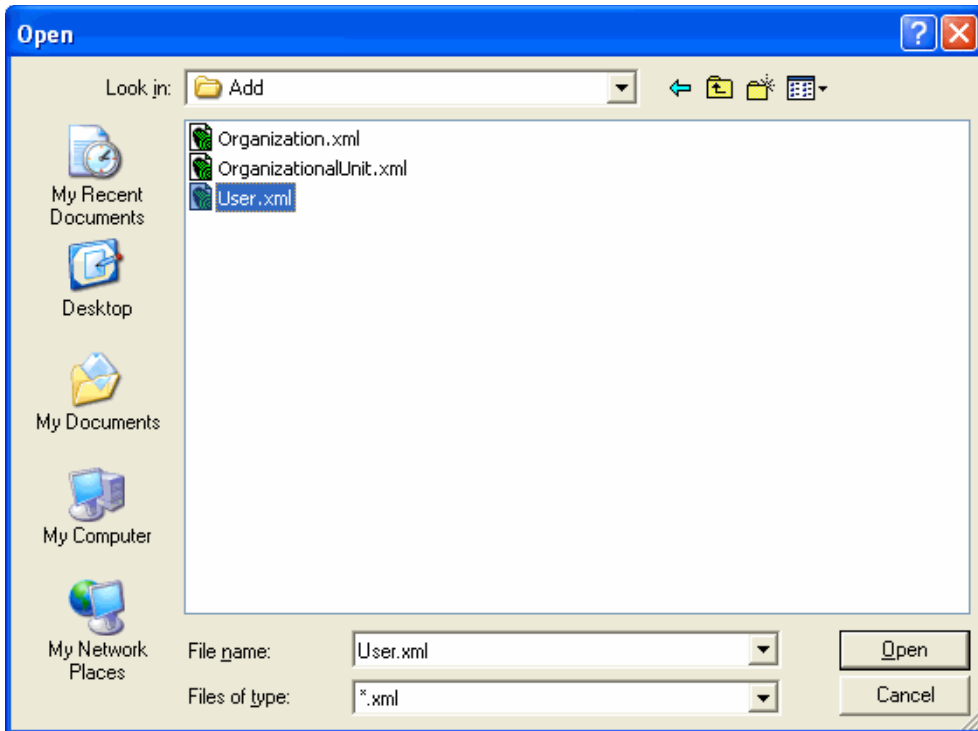 Open
Look in: Add
Organization.xml
OrganizationalUnit.xml
User.xml
My Recent
Documents
Desktop
My Documents
My Computer
My Network
Places
File name: User.xml Open
Files of type: *.xml Cancel